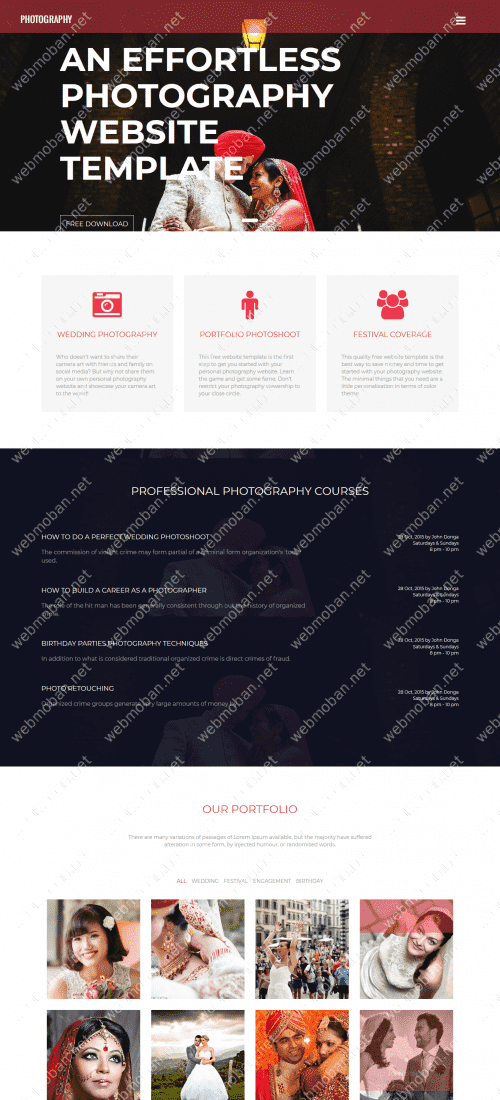 PHOTOGRAPHY
AN EFFORTLESS
PHOTOGRAPHY
WEBSITE
TEMPLATE
FREE DOWNLOAD
WEDDING PHOTOGRAPHY
Who doesn't want to share their
camera art with friends and family on
social media? But why not share them
on your own personal photography
website and showcase your camera art
to the world!
PORTFOLIO PHOTOSHOOT
This free website template is the first
step to get you started with your
personal photography website. Learn
the game and get some fame. Don't
restrict your photography viewership to
your close circle.
FESTIVAL COVERAGE
This quality free website template is the
best way to save money and time to get
started with your photography website.
The minimal things that you need are a
little personalization in terms of color
theme.
PROFESSIONAL PHOTOGRAPHY COURSES
HOW TO DO A PERFECT WEDDING PHOTOSHOOT
The commission of violent crime may form partial of a criminal form organization's
used.
28 Oct, 2015 by John Donga
Saturdays & Sundays
8 pm - 10 pm
HOW TO BUILD A CAREER AS A PHOTOGRAPHER
The role of the hit man has been generally consistent through out the history of organized
crime.
28 Oct, 2015 by John Donga
Saturdays & Sundays
8 pm - 10 pm
BIRTHDAY PARTIES PHOTOGRAPHY TECHNIQUES
In addition to what is considered traditional organized crime is direct crimes of fraud.
28 Oct, 2015 by John Donga
Saturdays & Sundays
8 pm - 10 pm
PHOTO RETOUCHING
Organized crime groups generate very large amounts of money by
28 Oct, 2015 by John Donga
Saturdays & Sundays
8 pm - 10 pm
OUR PORTFOLIO
There are many variations of passages of Lorem Ipsum available, but the majority have suffered
alteration in some form, by injected humour, or randomised words.
ALL WEDDING FESTIVAL ENGAGEMENT BIRTHDAY
webmoban.net